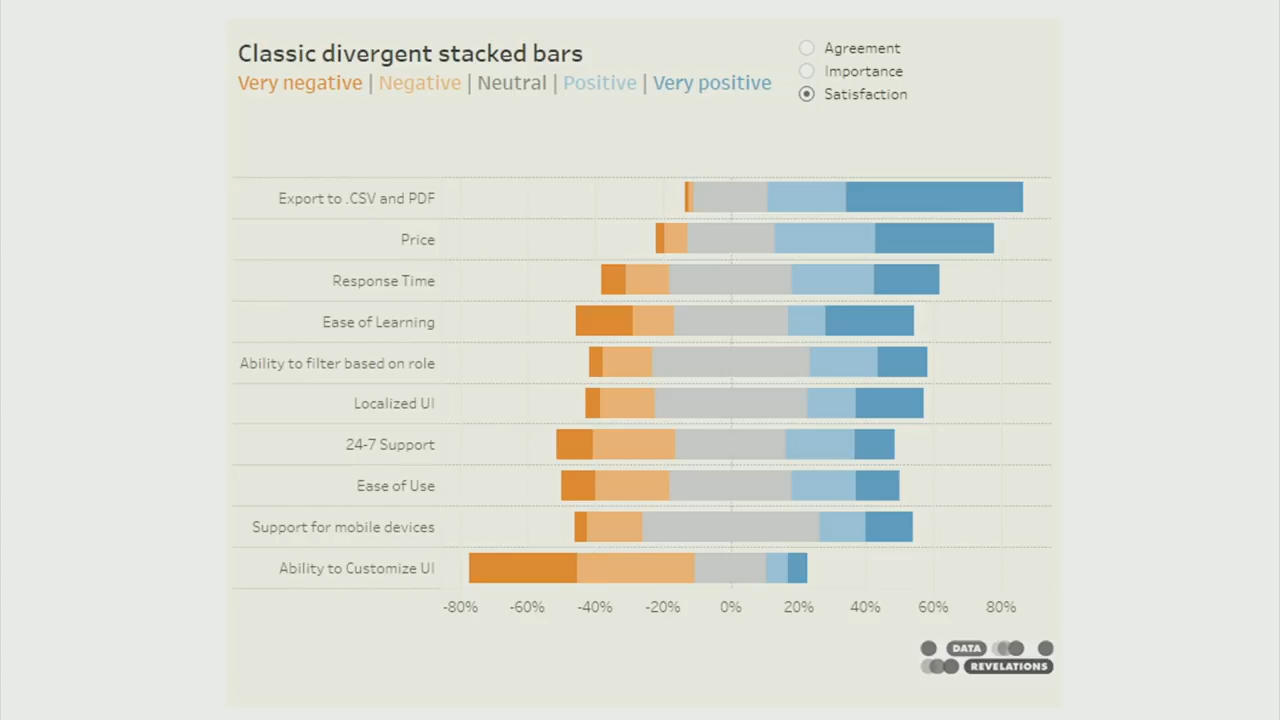 Classic divergent stacked bars
Very negative | Negative | Neutral | Positive | Very positive
Agreement
Importance
Satisfaction
Export to .CSV and PDF
Price
Response Time
Ease of Learning
Ability to filter based on role
Localized UI
24-7 Support
Ease of Use
Support for mobile devices
Ability to Customize UI
-80% -60% -40% -20% 0% 20% 40% 60% 80%
DATA
REVELATIONS